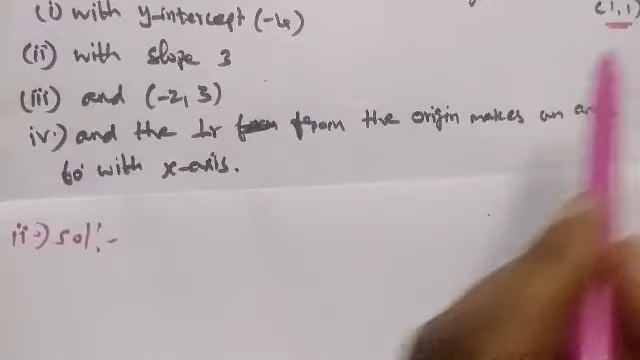 (i) with y-intercept (-4)
(1,1)
(ii) with slope 3
(iii) and (-2, 3)
iv.) and the Lr from the origin makes an
60° with x-axis.
ii.) sol:-